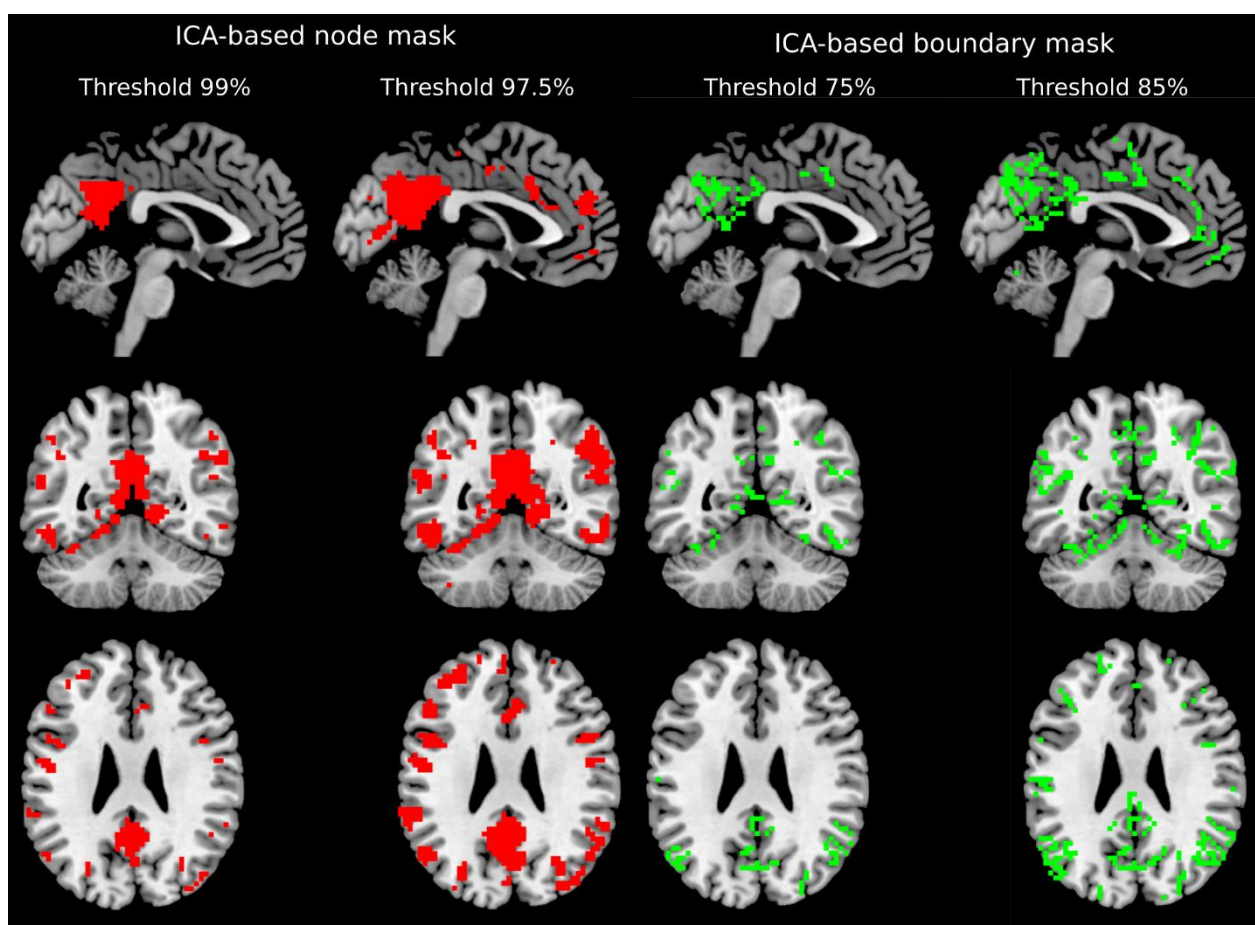 ICA-based node mask
ICA-based boundary mask
Threshold 99%
Threshold 97.5%
Threshold 75%
Threshold 85%